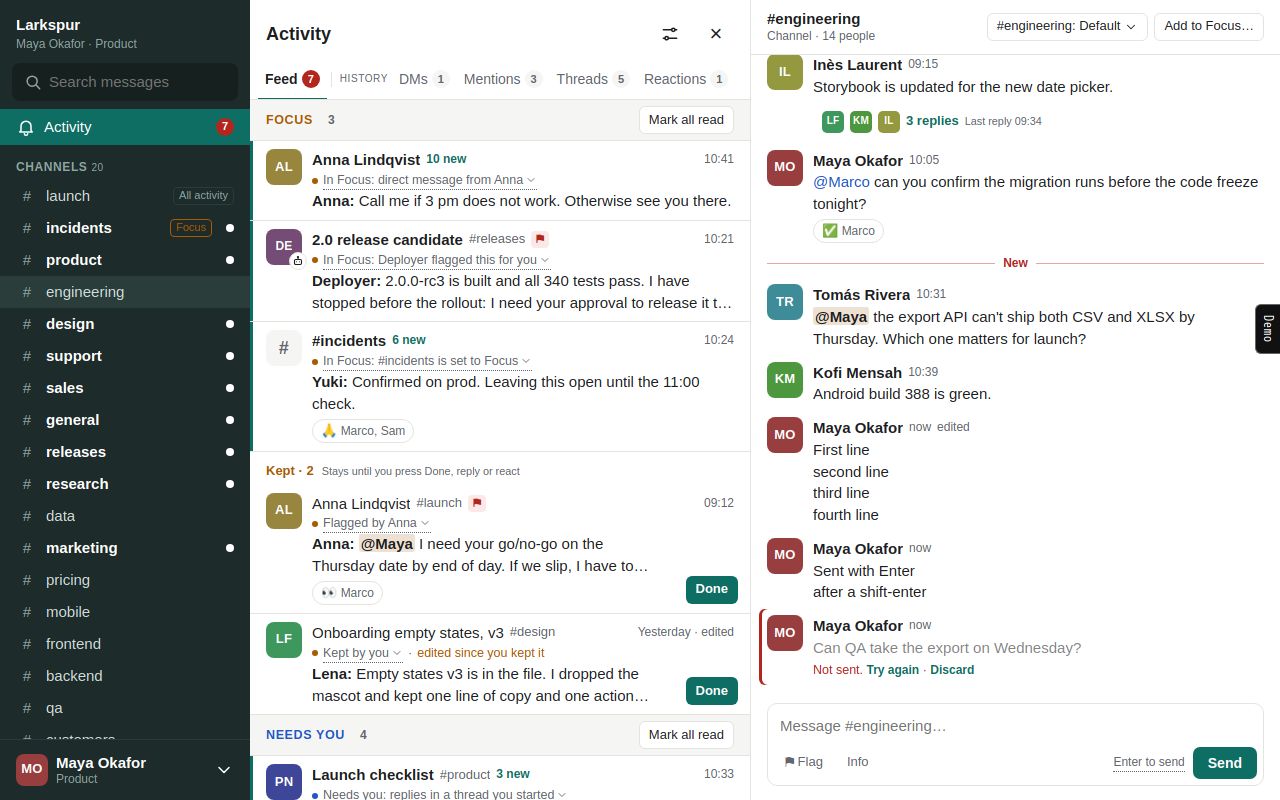 Larkspur
Maya Okafor · Product
Search messages
Activity 7
CHANNELS 20
# launch All activity
# incidents Focus
# product
# engineering
# design
# support
# sales
# general
# releases
# research
# data
# marketing
# pricing
# mobile
# frontend
# backend
# qa
# customers
MO Maya Okafor
Product
Activity
Feed 7 HISTORY DMs 1 Mentions 3 Threads 5 Reactions 1
FOCUS 3 Mark all read
AL Anna Lindqvist 10 new 10:41
In Focus: direct message from Anna
Anna: Call me if 3 pm does not work. Otherwise see you there.
DE 2.0 release candidate #releases 10:21
In Focus: Deployer flagged this for you
Deployer: 2.0.0-rc3 is built and all 340 tests pass. I have
stopped before the rollout: I need your approval to release it t…
# #incidents 6 new 10:24
In Focus: #incidents is set to Focus
Yuki: Confirmed on prod. Leaving this open until the 11:00
check.
🙏 Marco, Sam
Kept · 2 Stays until you press Done, reply or react
AL Anna Lindqvist #launch 09:12
Flagged by Anna
Anna: @Maya I need your go/no-go on the
Thursday date by end of day. If we slip, I have to…
👀 Marco
Done
LF Onboarding empty states, v3 #design Yesterday · edited
Kept by you · edited since you kept it
Lena: Empty states v3 is in the file. I dropped the
mascot and kept one line of copy and one action…
Done
NEEDS YOU 4 Mark all read
PN Launch checklist #product 3 new 10:33
Needs you: replies in a thread you started
#engineering
Channel · 14 people
#engineering: Default
Add to Focus…
IL Inès Laurent 09:15
Storybook is updated for the new date picker.
LF KM IL 3 replies Last reply 09:34
MO Maya Okafor 10:05
@Marco can you confirm the migration runs before the code freeze
tonight?
✅ Marco
New
TR Tomás Rivera 10:31
@Maya the export API can't ship both CSV and XLSX by
Thursday. Which one matters for launch?
KM Kofi Mensah 10:39
Android build 388 is green.
MO Maya Okafor now edited
First line
second line
third line
fourth line
MO Maya Okafor now
Sent with Enter
after a shift-enter
MO Maya Okafor now
Can QA take the export on Wednesday?
Not sent. Try again · Discard
Message #engineering…
Flag Info Enter to send Send
Demo